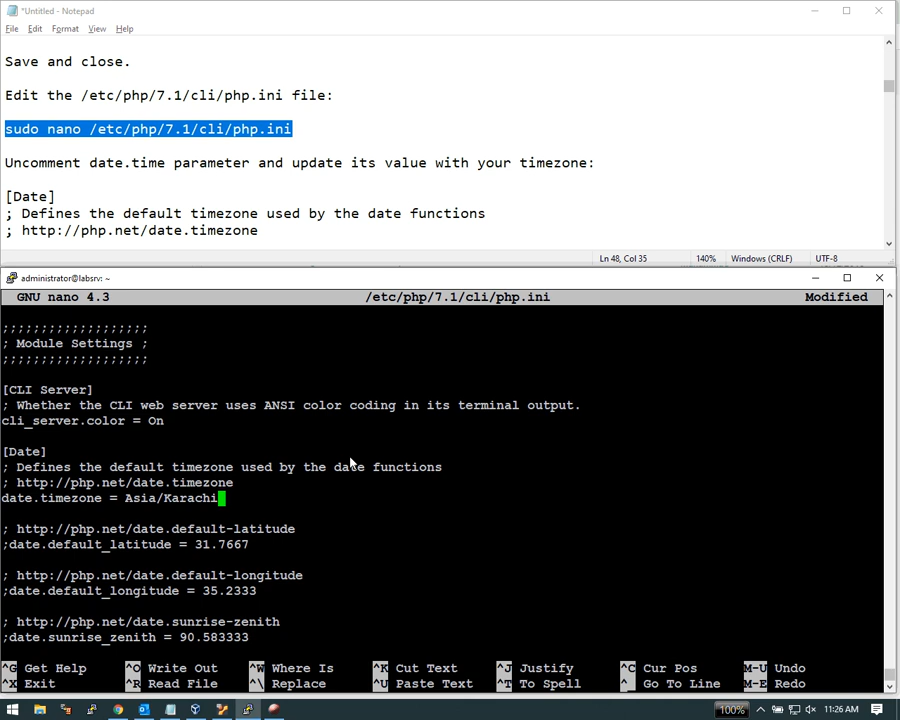 *Untitled - Notepad
File Edit Format View Help
Save and close.
Edit the /etc/php/7.1/cli/php.ini file:
sudo nano /etc/php/7.1/cli/php.ini
Uncomment date.time parameter and update its value with your timezone:
[Date]
; Defines the default timezone used by the date functions
; http://php.net/date.timezone
Ln 48, Col 35 140% Windows (CRLF) UTF-8
administrator@labsrv: ~
GNU nano 4.3 /etc/php/7.1/cli/php.ini Modified
;;;;;;;;;;;;;;;;;;;
; Module Settings ;
;;;;;;;;;;;;;;;;;;;
[CLI Server]
; Whether the CLI web server uses ANSI color coding in its terminal output.
cli_server.color = On
[Date]
; Defines the default timezone used by the date functions
; http://php.net/date.timezone
date.timezone = Asia/Karachi
; http://php.net/date.default-latitude
;date.default_latitude = 31.7667
; http://php.net/date.default-longitude
;date.default_longitude = 35.2333
; http://php.net/date.sunrise-zenith
;date.sunrise_zenith = 90.583333
^G Get Help ^O Write Out ^W Where Is ^K Cut Text ^J Justify ^C Cur Pos M-U Undo
^X Exit ^R Read File ^\ Replace ^U Paste Text ^T To Spell ^_ Go To Line M-E Redo
100% 11:26 AM